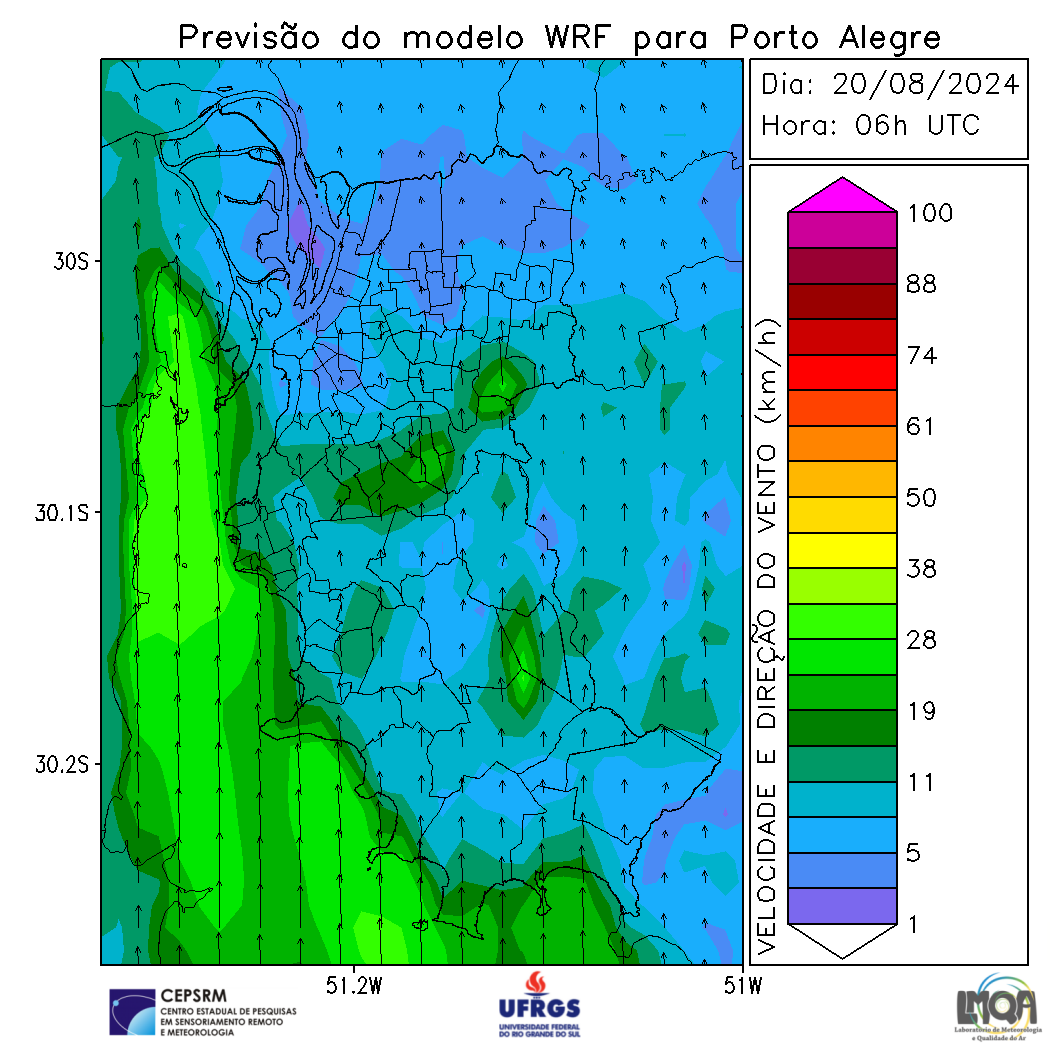 Previsão do modelo WRF para Porto Alegre
Dia: 20/08/2024
Hora: 06h UTC
30S
30.1S
30.2S
51.2W
51W
VELOCIDADE E DIREÇÃO DO VENTO (km/h)
100
88
74
61
50
38
28
19
11
5
1
CEPSRM
CENTRO ESTADUAL DE PESQUISAS
EM SENSORIAMENTO REMOTO
E METEOROLOGIA
UFRGS
UNIVERSIDADE FEDERAL
DO RIO GRANDE DO SUL
LMQA
Laboratório de Meteorologia
e Qualidade do Ar